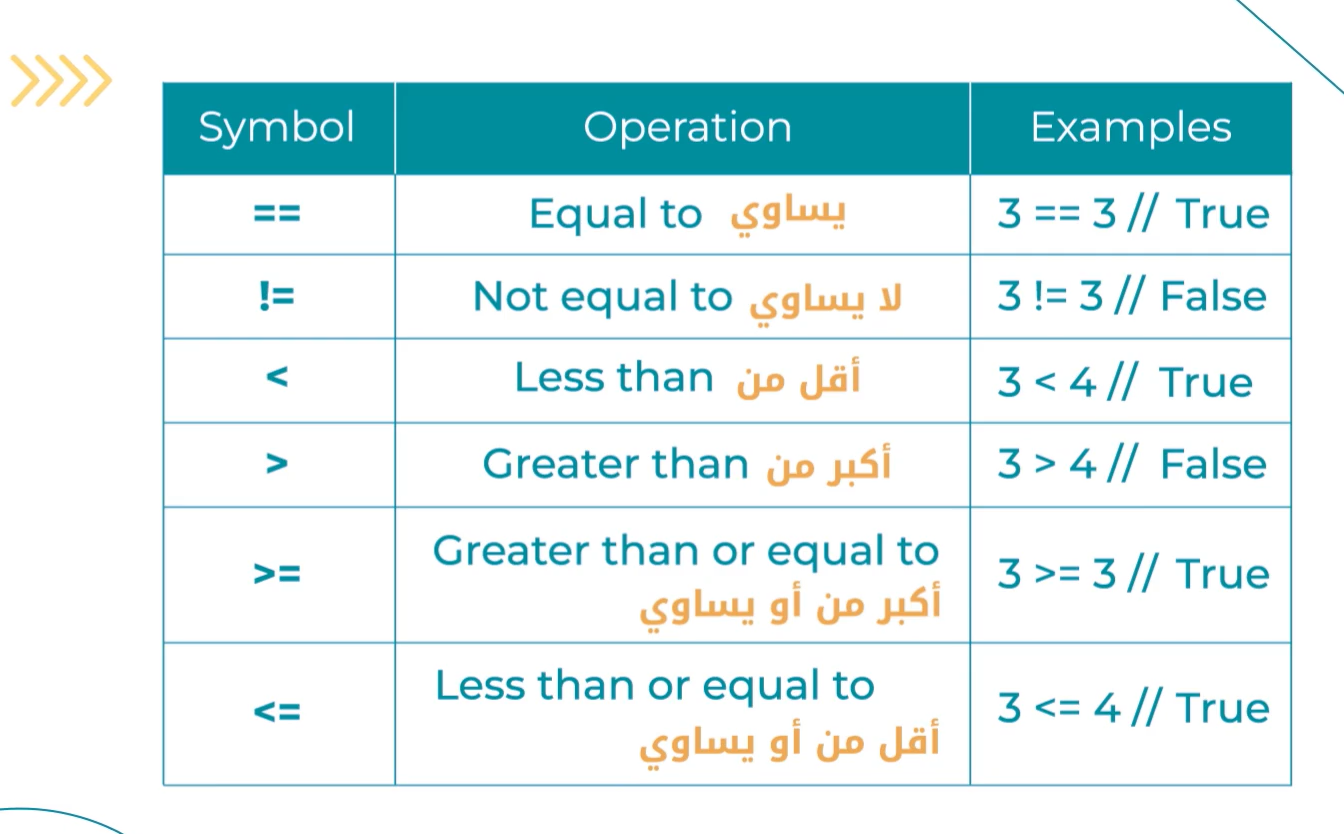 Symbol Operation Examples
== Equal to يساوي 3 == 3 // True
!= Not equal to لا يساوي 3 != 3 // False
< Less than أقل من 3 < 4 // True
> Greater than أكبر من 3 > 4 // False
>= Greater than or equal to 3 >= 3 // True
أكبر من أو يساوي
<= Less than or equal to 3 <= 4 // True
أقل من أو يساوي